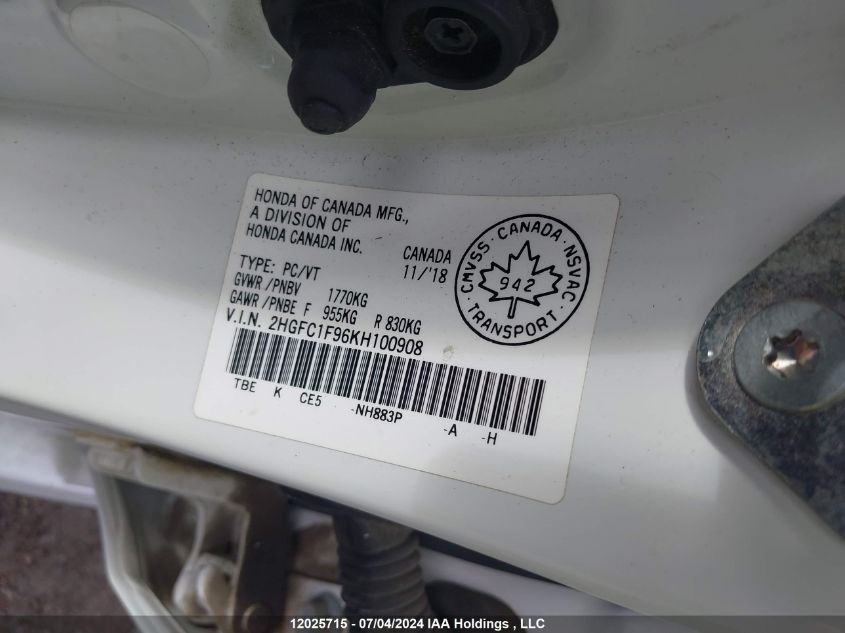 HONDA OF CANADA MFG.,
A DIVISION OF
HONDA CANADA INC.
CANADA
11/'18
TYPE: PC/VT
GVWR/PNBV 1770KG
GAWR/PNBE F 955KG R 830KG
V.I.N. 2HGFC1F96KH100908
TBE K CE5 -NH883P -A -H
CMVSS · CANADA · NSVAC
942
· TRANSPORT ·
12025715 - 07/04/2024 IAA Holdings , LLC